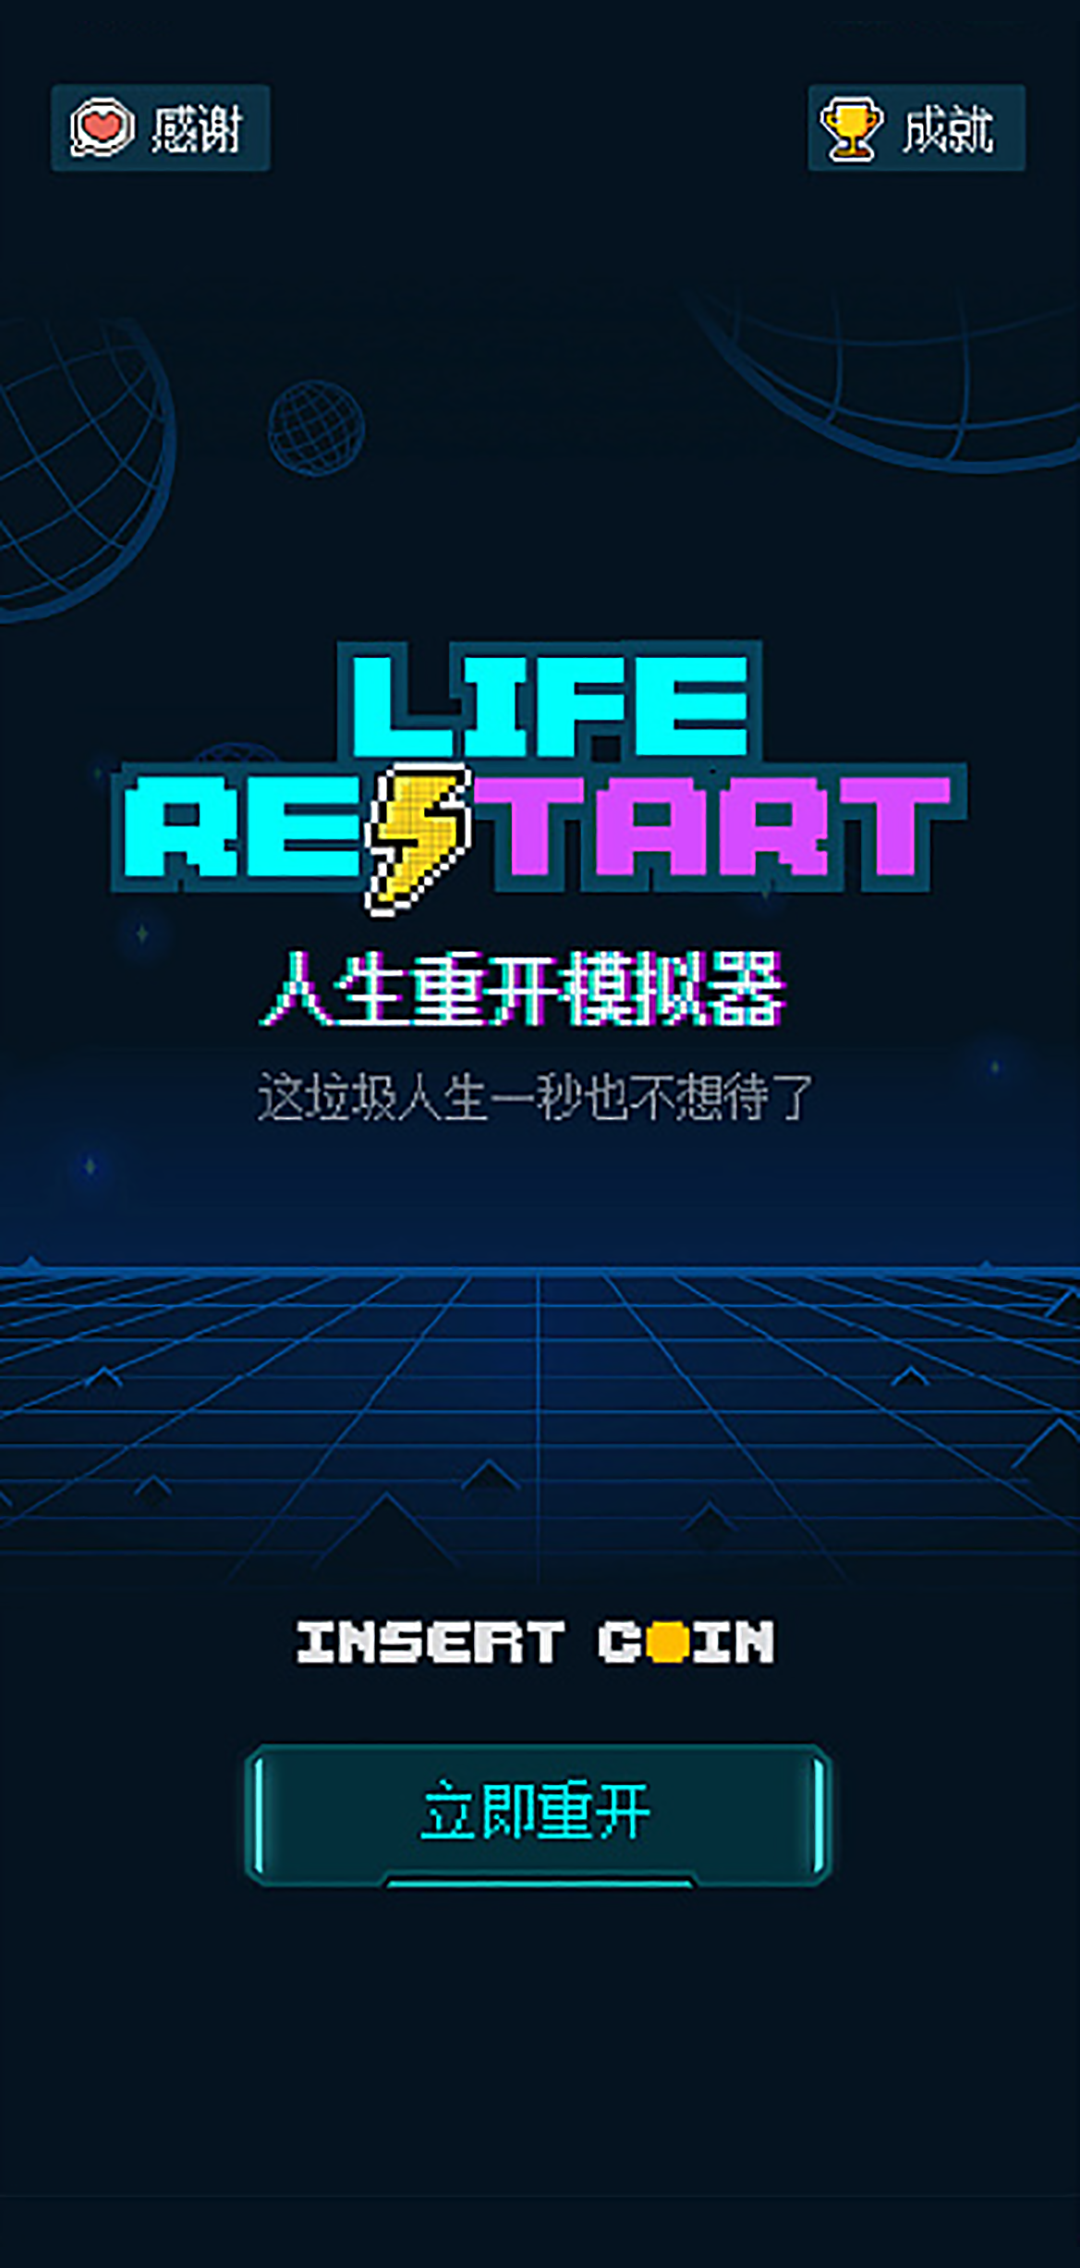 感谢
成就
LIFE
RESTART
人生重开模拟器
这垃圾人生一秒也不想待了
INSERT COIN
立即重开